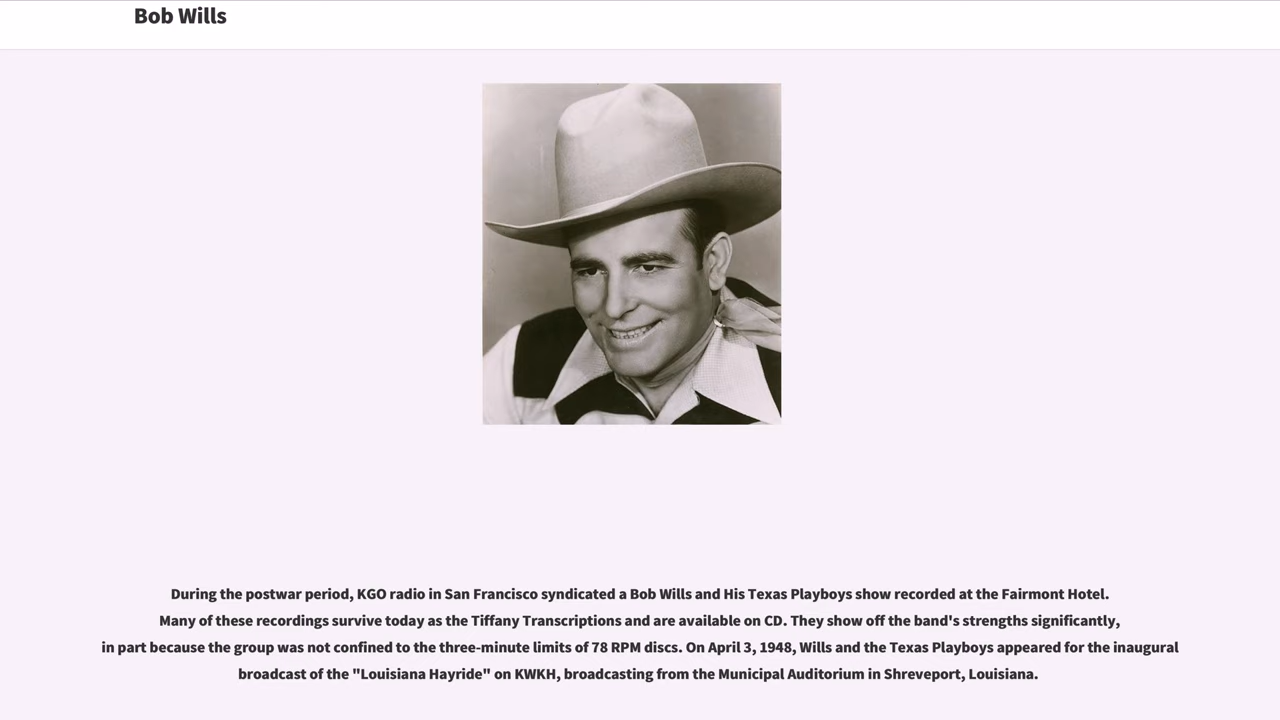 Bob Wills
During the postwar period, KGO radio in San Francisco syndicated a Bob Wills and His Texas Playboys show recorded at the Fairmont Hotel.
Many of these recordings survive today as the Tiffany Transcriptions and are available on CD. They show off the band's strengths significantly,
in part because the group was not confined to the three-minute limits of 78 RPM discs. On April 3, 1948, Wills and the Texas Playboys appeared for the inaugural
broadcast of the "Louisiana Hayride" on KWKH, broadcasting from the Municipal Auditorium in Shreveport, Louisiana.